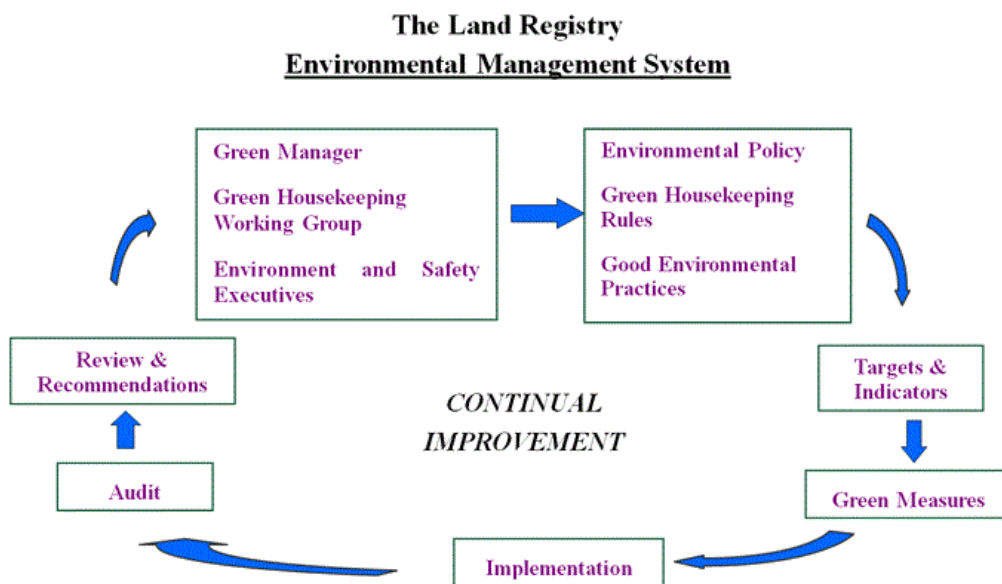 The Land Registry
Environmental Management System
Green Manager
Green Housekeeping
Working Group
Environment and Safety
Executives
Environmental Policy
Green Housekeeping
Rules
Good Environmental
Practices
Review &
Recommendations
Targets &
Indicators
CONTINUAL
IMPROVEMENT
Audit
Green Measures
Implementation